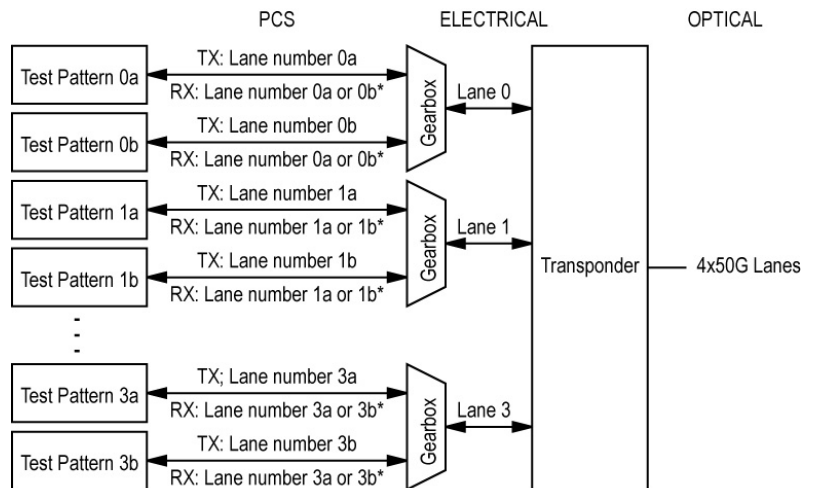 PCS ELECTRICAL OPTICAL
Test Pattern 0a
TX: Lane number 0a
RX: Lane number 0a or 0b*
Test Pattern 0b
TX: Lane number 0b
RX: Lane number 0a or 0b*
Gearbox
Lane 0
Test Pattern 1a
TX: Lane number 1a
RX: Lane number 1a or 1b*
Test Pattern 1b
TX: Lane number 1b
RX: Lane number 1a or 1b*
Gearbox
Lane 1
Test Pattern 3a
TX; Lane number 3a
RX: Lane number 3a or 3b*
Test Pattern 3b
TX: Lane number 3b
RX: Lane number 3a or 3b*
Gearbox
Lane 3
Transponder
4x50G Lanes